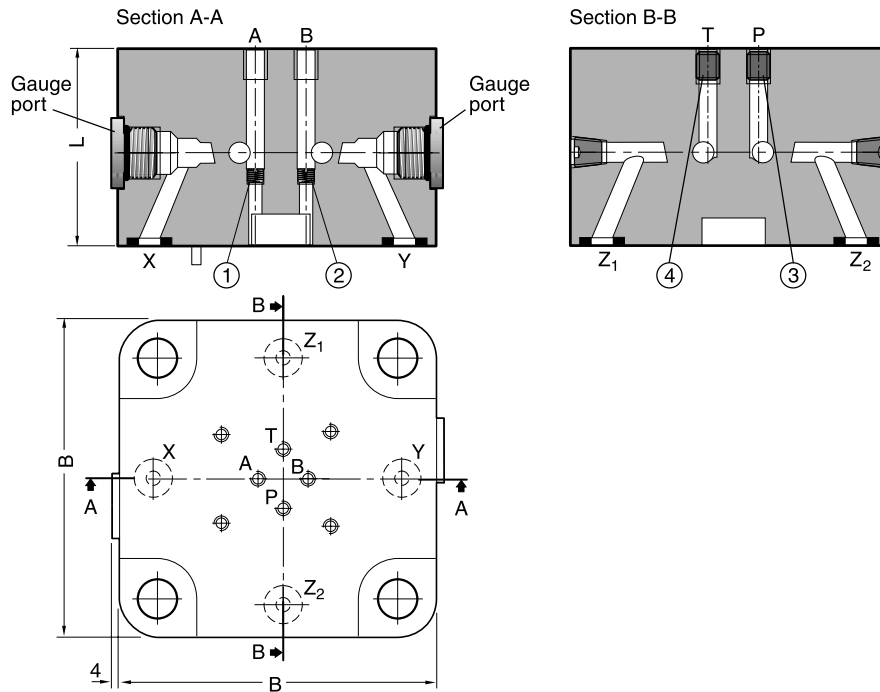 Section A-A
A
B
Gauge
port
Gauge
port
L
X
1
2
Y
Section B-B
T
P
Z1
4
3
Z2
B
Z1
B
T
X
Y
A
B
A
P
A
Z2
B
4
B